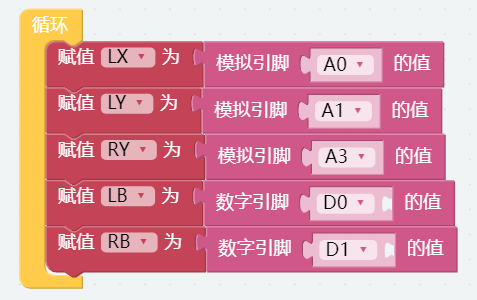 循环
赋值 LX 为 模拟引脚 A0 的值
赋值 LY 为 模拟引脚 A1 的值
赋值 RY 为 模拟引脚 A3 的值
赋值 LB 为 数字引脚 D0 的值
赋值 RB 为 数字引脚 D1 的值